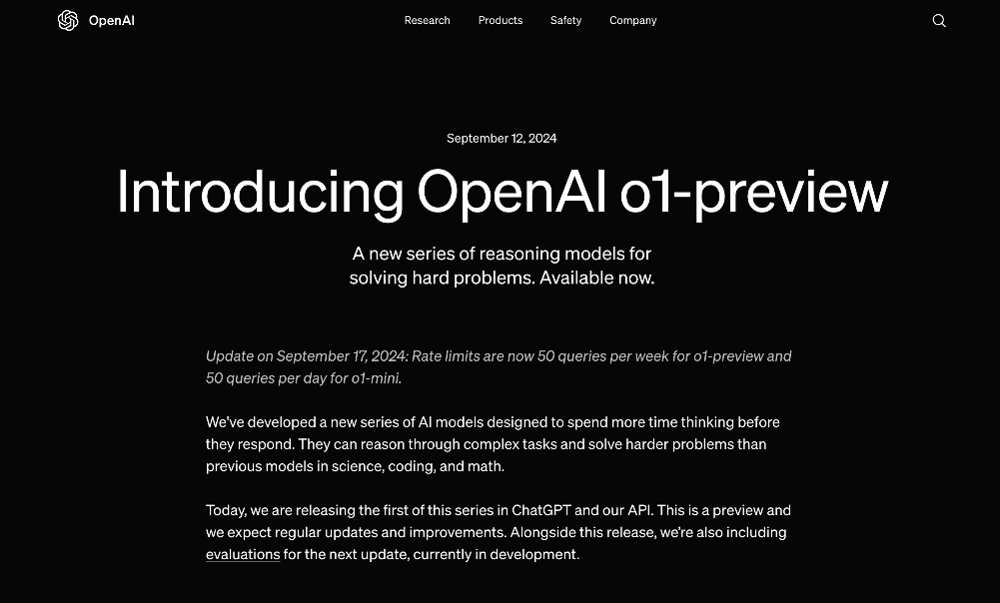 OpenAI
Research Products Safety Company
September 12, 2024
Introducing OpenAI o1-preview
A new series of reasoning models for
solving hard problems. Available now.
Update on September 17, 2024: Rate limits are now 50 queries per week for o1-preview and
50 queries per day for o1-mini.
We've developed a new series of AI models designed to spend more time thinking before
they respond. They can reason through complex tasks and solve harder problems than
previous models in science, coding, and math.
Today, we are releasing the first of this series in ChatGPT and our API. This is a preview and
we expect regular updates and improvements. Alongside this release, we’re also including
evaluations for the next update, currently in development.